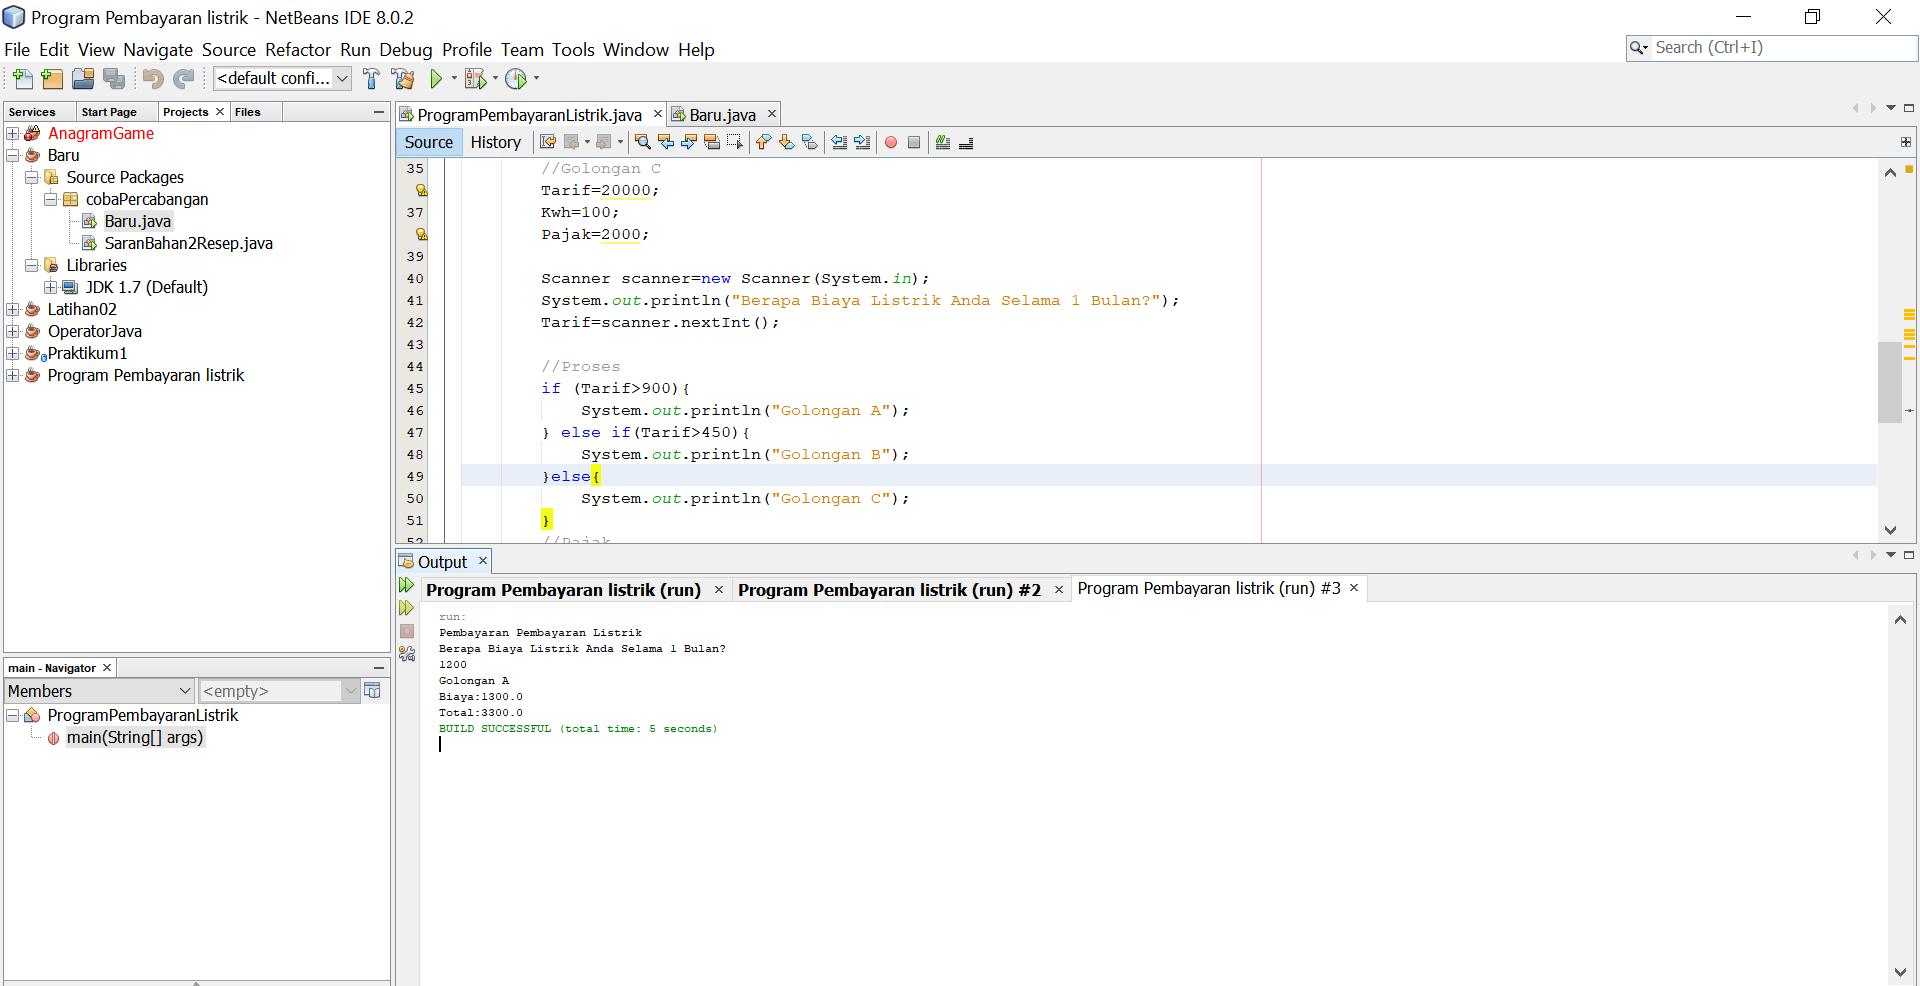 Program Pembayaran listrik - NetBeans IDE 8.0.2
File Edit View Navigate Source Refactor Run Debug Profile Team Tools Window Help
Search (Ctrl+I)
<default confi...
Services Start Page Projects Files
AnagramGame
Baru
Source Packages
cobaPercabangan
Baru.java
SaranBahan2Resep.java
Libraries
JDK 1.7 (Default)
Latihan02
OperatorJava
Praktikum1
Program Pembayaran listrik
main - Navigator
Members <empty>
ProgramPembayaranListrik
main(String[] args)
ProgramPembayaranListrik.java Baru.java
Source History
35 //Golongan C
Tarif=20000;
37 Kwh=100;
Pajak=2000;
39
40 Scanner scanner=new Scanner(System.in);
41 System.out.println("Berapa Biaya Listrik Anda Selama 1 Bulan?");
42 Tarif=scanner.nextInt();
43
44 //Proses
45 if (Tarif>900){
46 System.out.println("Golongan A");
47 } else if(Tarif>450){
48 System.out.println("Golongan B");
49 }else{
50 System.out.println("Golongan C");
51 }
52 //Pajak
Output
Program Pembayaran listrik (run) Program Pembayaran listrik (run) #2 Program Pembayaran listrik (run) #3
run:
Pembayaran Pembayaran Listrik
Berapa Biaya Listrik Anda Selama 1 Bulan?
1200
Golongan A
Biaya:1300.0
Total:3300.0
BUILD SUCCESSFUL (total time: 5 seconds)